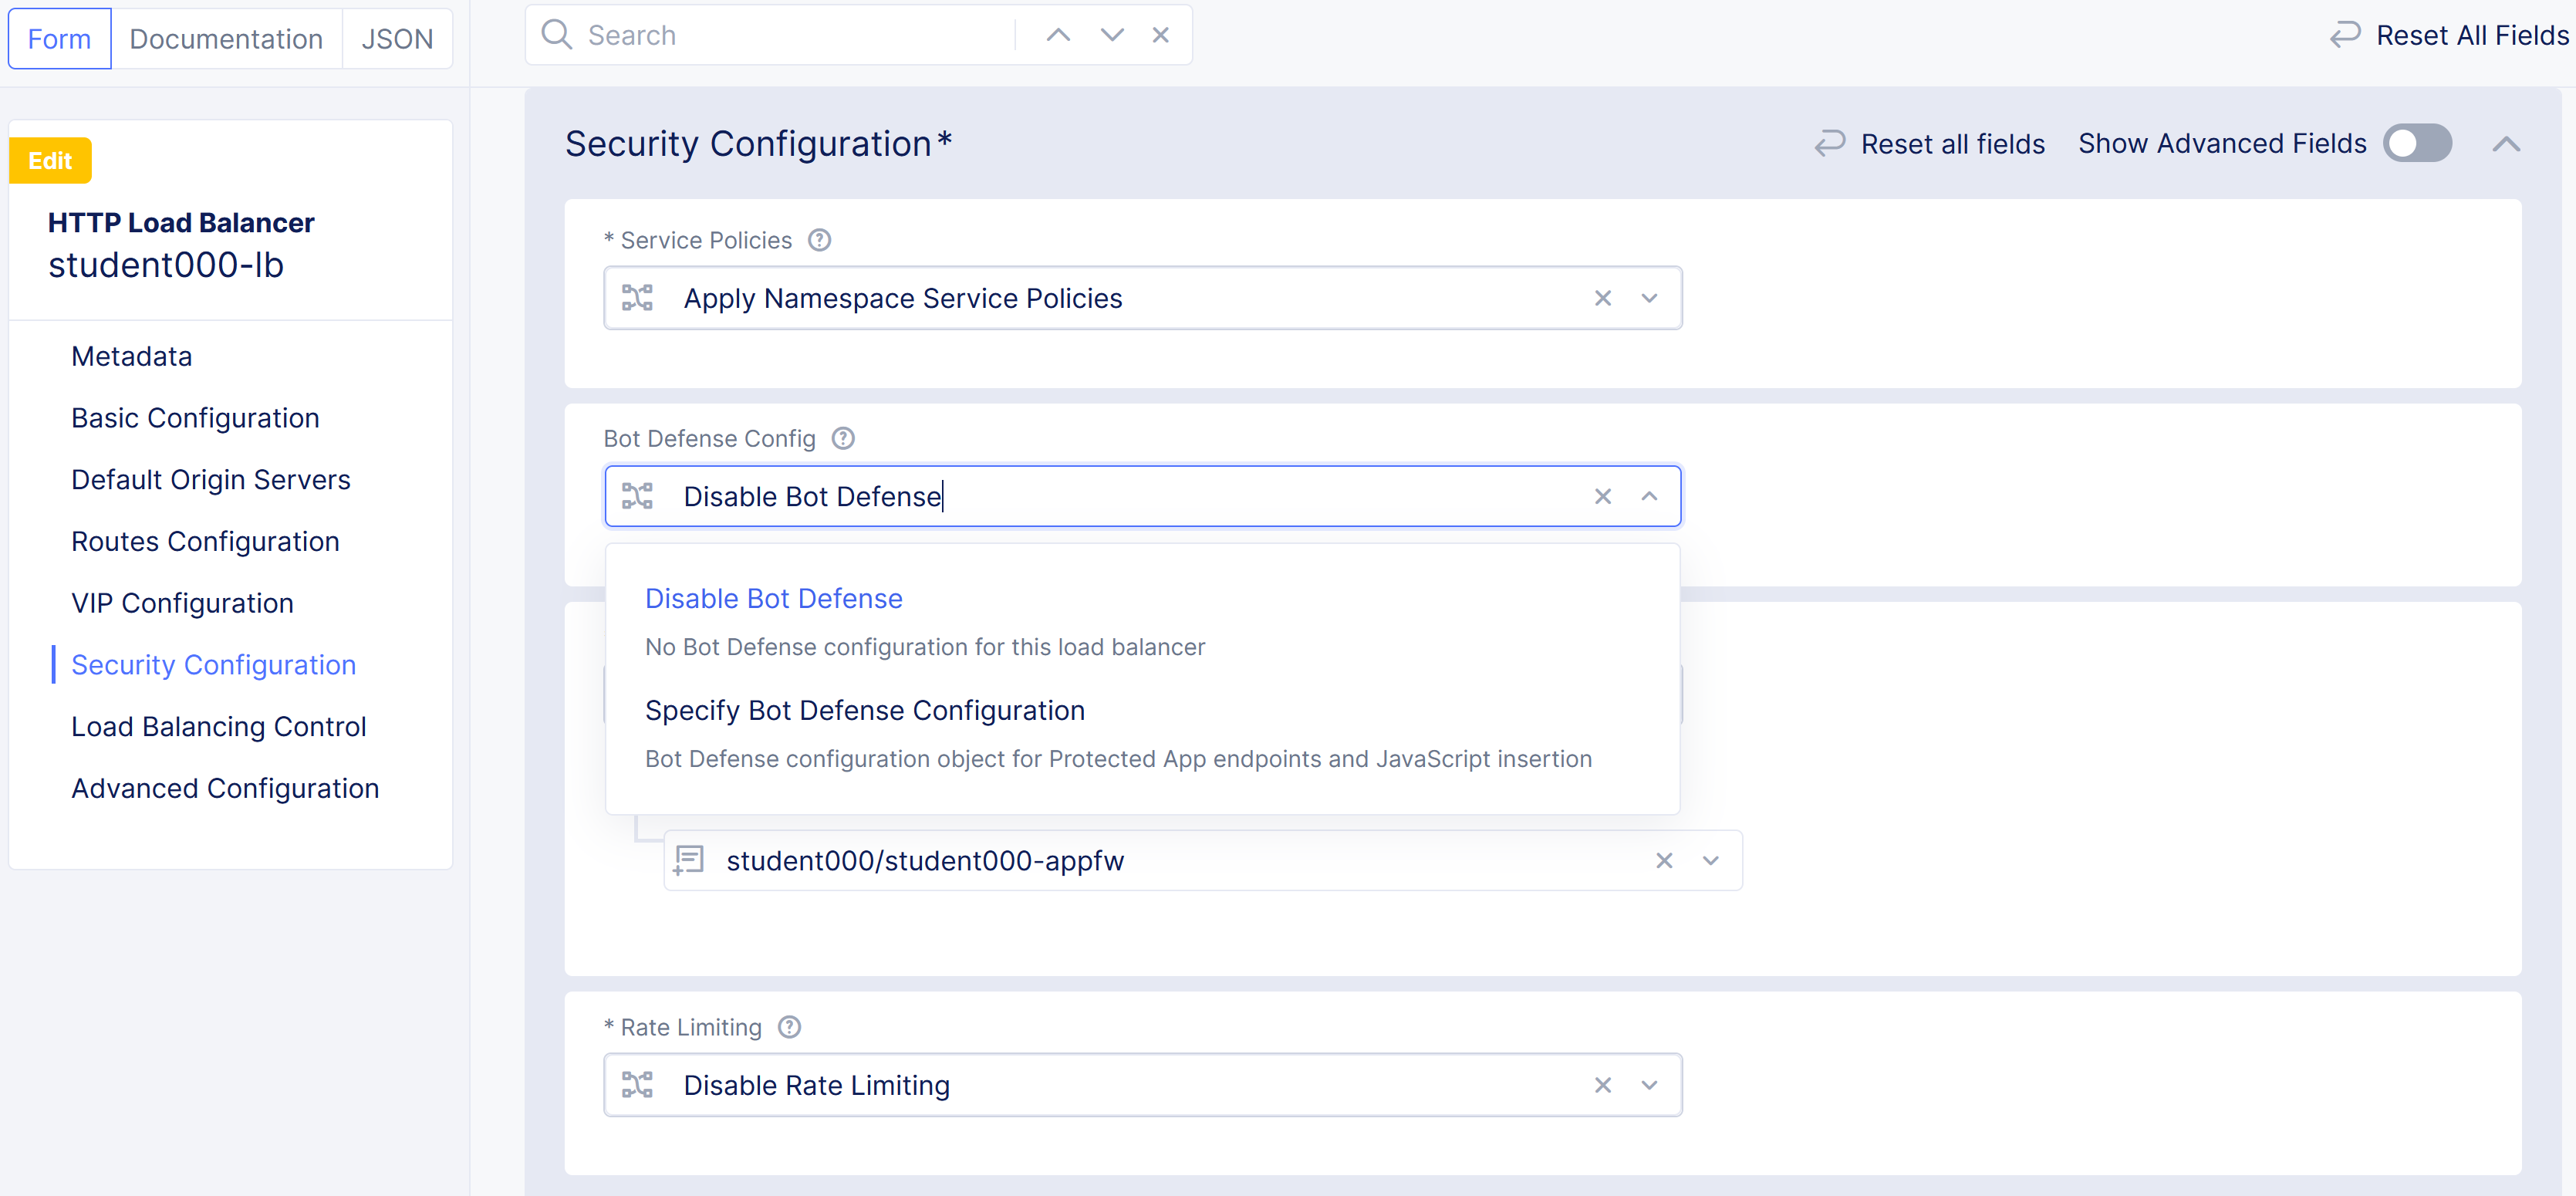 Form
Documentation
JSON
Search
Reset All Fields
Edit
HTTP Load Balancer
student000-lb
Metadata
Basic Configuration
Default Origin Servers
Routes Configuration
VIP Configuration
Security Configuration
Load Balancing Control
Advanced Configuration
Security Configuration*
Reset all fields
Show Advanced Fields
* Service Policies
Apply Namespace Service Policies
Bot Defense Config
Disable Bot Defense
Disable Bot Defense
No Bot Defense configuration for this load balancer
Specify Bot Defense Configuration
Bot Defense configuration object for Protected App endpoints and JavaScript insertion
student000/student000-appfw
* Rate Limiting
Disable Rate Limiting